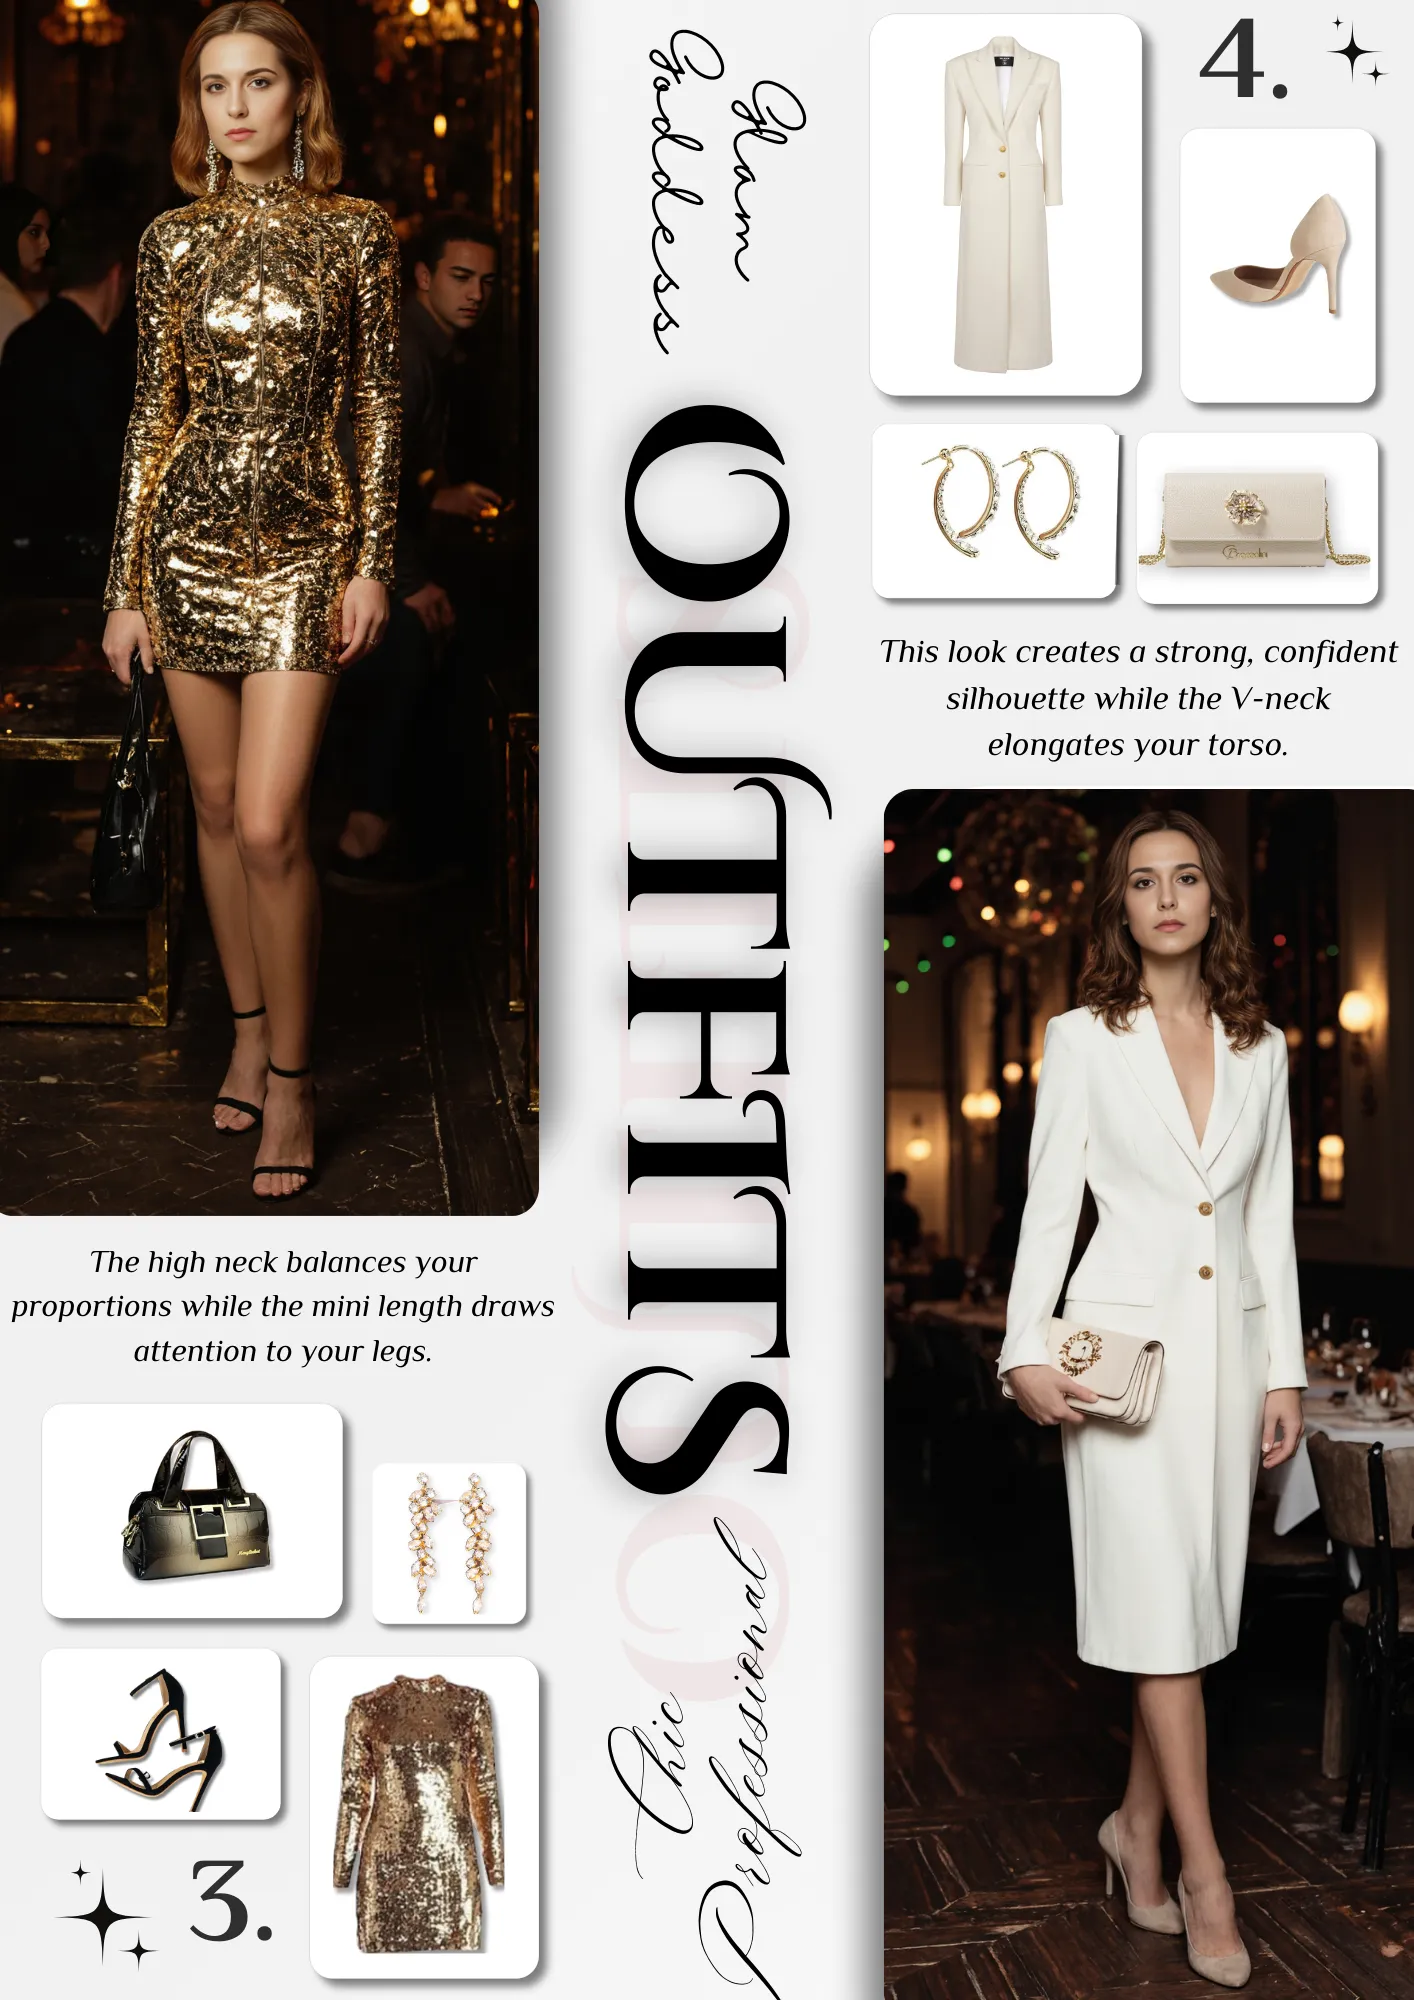 Glam
Goddess
OUTFITS
Chic
Professional
The high neck balances your
proportions while the mini length draws
attention to your legs.
3.
4.
This look creates a strong, confident
silhouette while the V-neck
elongates your torso.